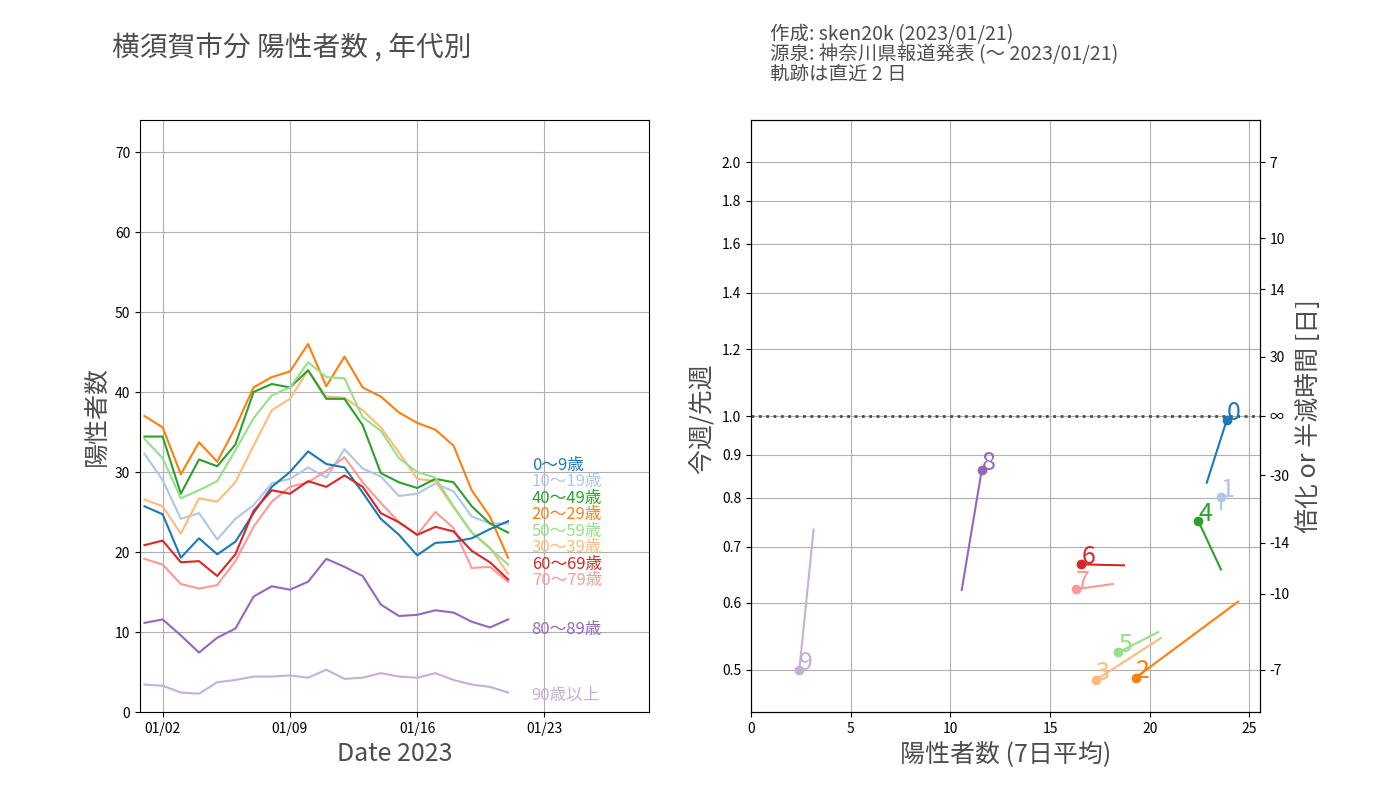 横須賀市分 陽性者数 , 年代別
作成: sken20k (2023/01/21)
源泉: 神奈川県報道発表 (〜 2023/01/21)
軌跡は直近 2 日
陽性者数
70
60
50
40
30
20
10
0
0〜9歳
10〜19歳
40〜49歳
20〜29歳
50〜59歳
30〜39歳
60〜69歳
70〜79歳
80〜89歳
90歳以上
01/02
01/09
01/16
01/23
Date 2023
今週/先週
2.0
1.8
1.6
1.4
1.2
1.0
0.9
0.8
0.7
0.6
0.5
0
8
1
4
6
7
5
9
3
2
7
10
14
30
∞
-30
-14
-10
-7
倍化 or 半減時間 [日]
0
5
10
15
20
25
陽性者数 (7日平均)